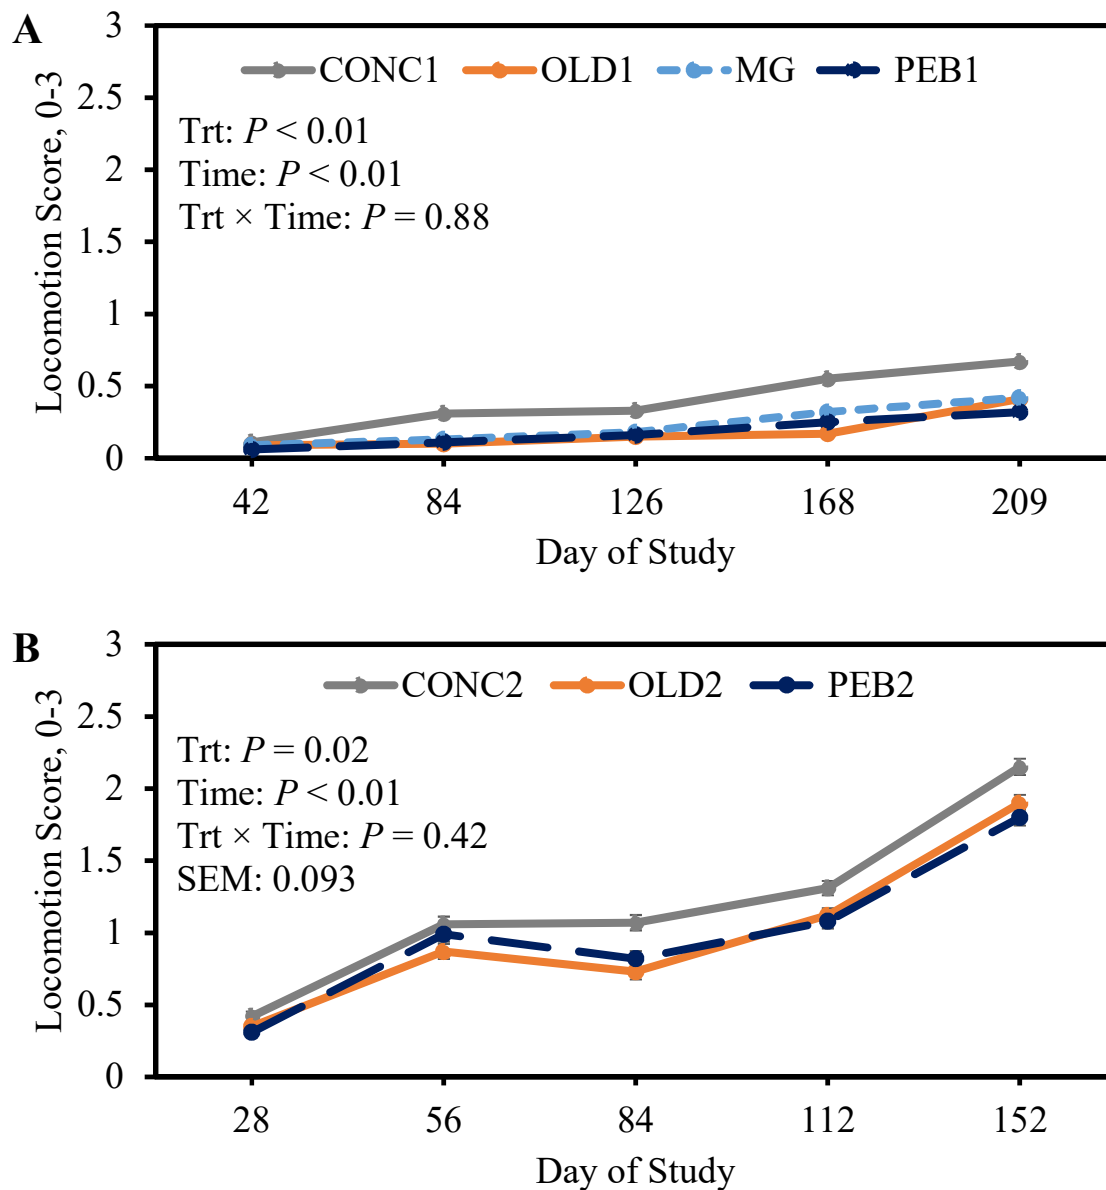 A
Locomotion Score, 0-3
3
2.5
2
1.5
1
0.5
0
CONC1 OLD1 MG PEB1
Trt: P < 0.01
Time: P < 0.01
Trt × Time: P = 0.88
42 84 126 168 209
Day of Study
B
Locomotion Score, 0-3
3
2.5
2
1.5
1
0.5
0
CONC2 OLD2 PEB2
Trt: P = 0.02
Time: P < 0.01
Trt × Time: P = 0.42
SEM: 0.093
28 56 84 112 152
Day of Study